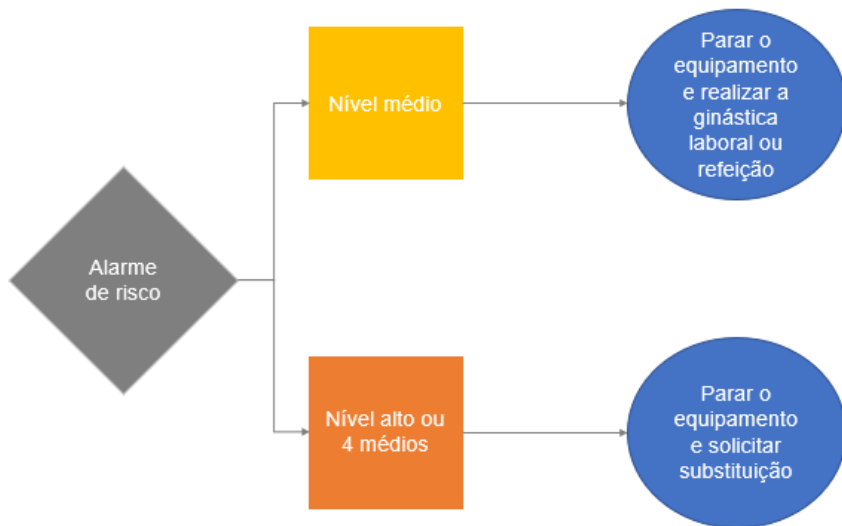 Parar o
equipamento
e realizar a
ginástica
laboral ou
refeição
Nível médio
Alarme
de risco
Nível alto ou
4 médios
Parar o
equipamento
e solicitar
substituição